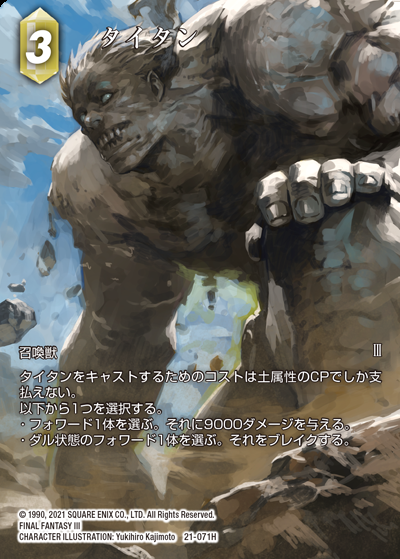 3
タイタン
召喚獣 III
タイタンをキャストするためのコストは土属性のCPでしか支
払えない。
以下から1つを選択する。
・フォワード1体を選ぶ。それに9000ダメージを与える。
・ダル状態のフォワード1体を選ぶ。それをブレイクする。
© 1990, 2021 SQUARE ENIX CO., LTD. All Rights Reserved.
FINAL FANTASY III
CHARACTER ILLUSTRATION: Yukihiro Kajimoto 21-071H